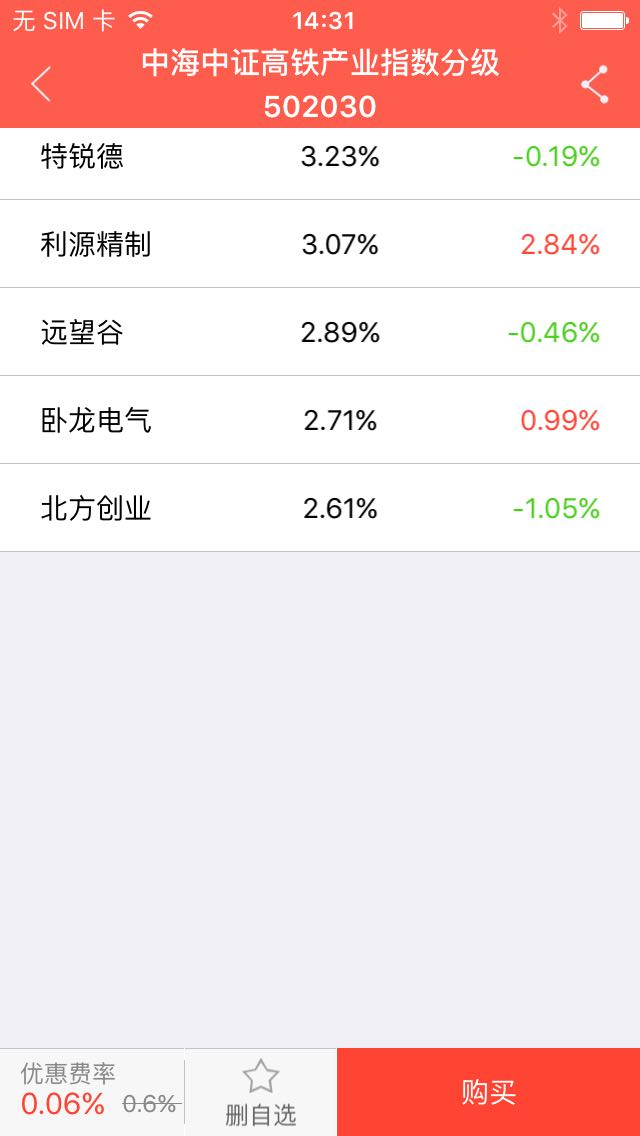 无 SIM 卡 14:31
中海中证高铁产业指数分级
502030
特锐德 3.23% -0.19%
利源精制 3.07% 2.84%
远望谷 2.89% -0.46%
卧龙电气 2.71% 0.99%
北方创业 2.61% -1.05%
优惠费率
0.06% 0.6%
删自选
购买